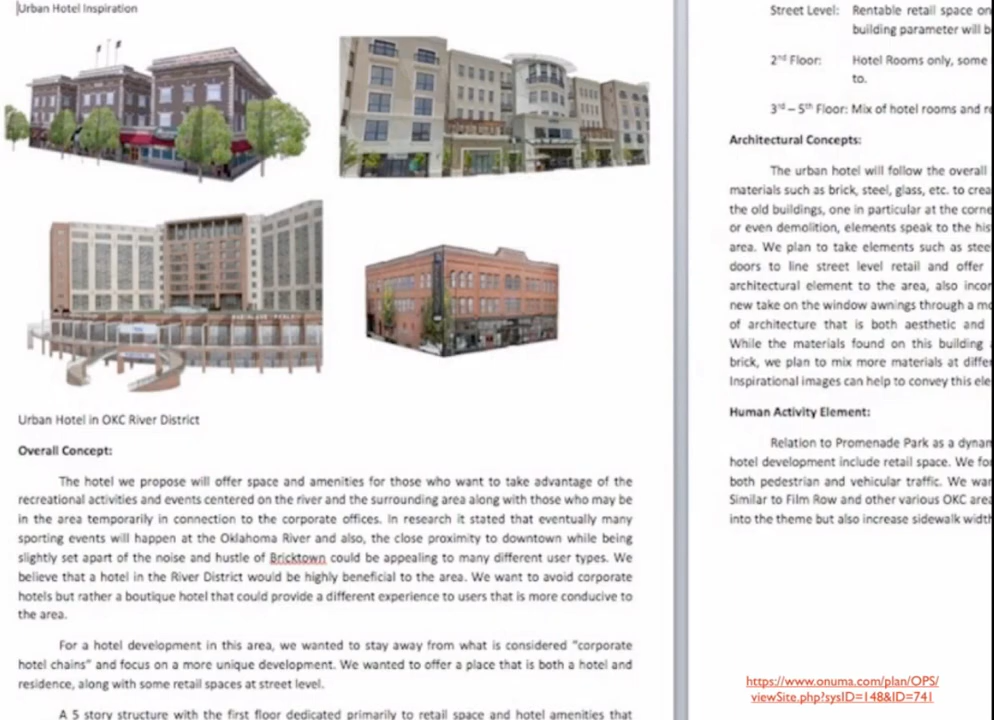 Urban Hotel Inspiration
Urban Hotel in OKC River District
Overall Concept:
The hotel we propose will offer space and amenities for those who want to take advantage of the
recreational activities and events centered on the river and the surrounding area along with those who may be
in the area temporarily in connection to the corporate offices. In research it stated that eventually many
sporting events will happen at the Oklahoma River and also, the close proximity to downtown while being
slightly set apart of the noise and hustle of Bricktown could be appealing to many different user types. We
believe that a hotel in the River District would be highly beneficial to the area. We want to avoid corporate
hotels but rather a boutique hotel that could provide a different experience to users that is more conducive to
the area.
For a hotel development in this area, we wanted to stay away from what is considered “corporate
hotel chains” and focus on a more unique development. We wanted to offer a place that is both a hotel and
residence, along with some retail spaces at street level.
A 5 story structure with the first floor dedicated primarily to retail space and hotel amenities that
Street Level: Rentable retail space on
building parameter will b
2nd Floor: Hotel Rooms only, some
to.
3rd – 5th Floor: Mix of hotel rooms and re
Architectural Concepts:
The urban hotel will follow the overall
materials such as brick, steel, glass, etc. to crea
the old buildings, one in particular at the corne
or even demolition, elements speak to the his
area. We plan to take elements such as stee
doors to line street level retail and offer
architectural element to the area, also incor
new take on the window awnings through a mo
of architecture that is both aesthetic and
While the materials found on this building
brick, we plan to mix more materials at differ
Inspirational images can help to convey this ele
Human Activity Element:
Relation to Promenade Park as a dynam
hotel development include retail space. We for
both pedestrian and vehicular traffic. We war
Similar to Film Row and other various OKC area
into the theme but also increase sidewalk width
https://www.onuma.com/plan/OPS/
viewSite.php?sysID=148&ID=741